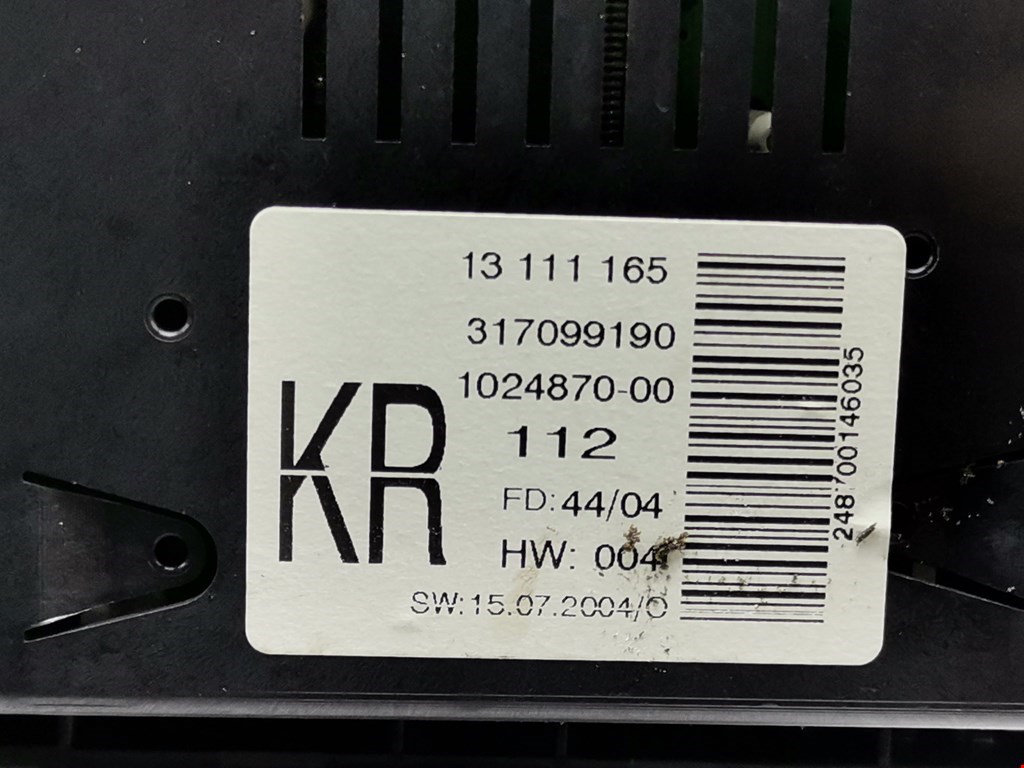 13 111 165
317099190
1024870-00
KR
112
FD: 44/04
HW: 004
SW: 15.07.2004/O
248700146035